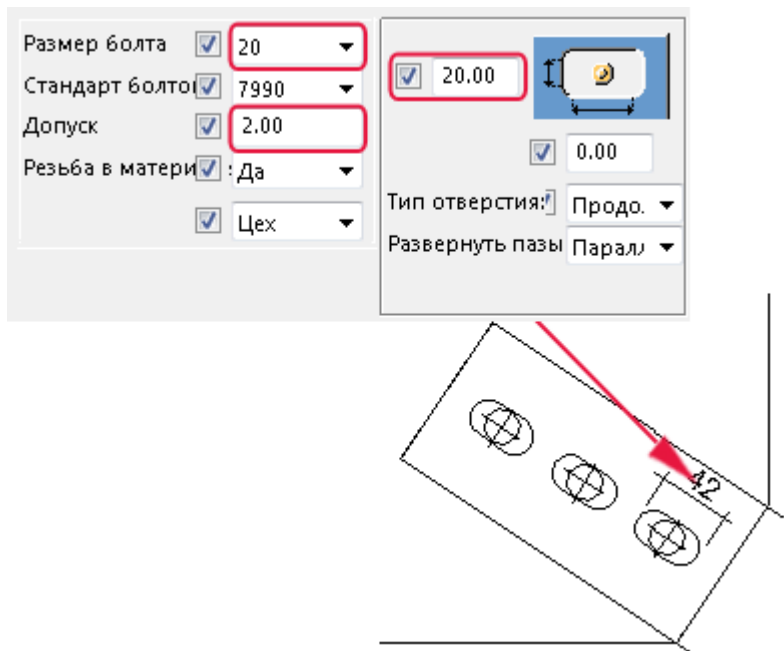 Размер болта 20
Стандарт болто 7990
Допуск 2.00
Резьба в матери : Да
Цех
20.00
0.00
Тип отверстия: Продо.
Развернуть пазы Парал
42